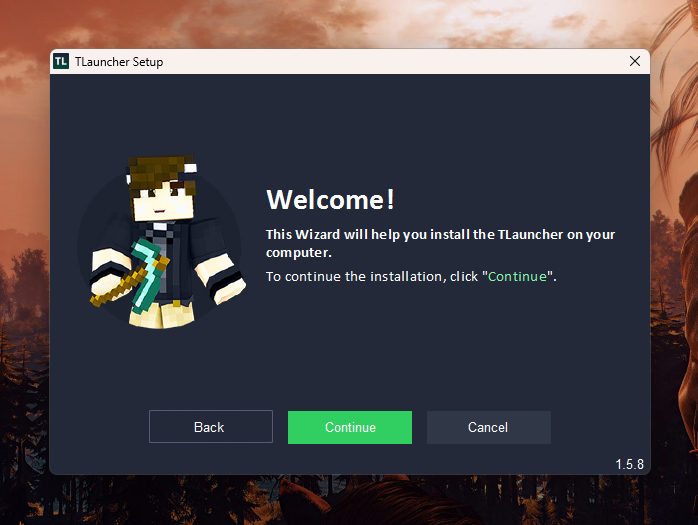 TL TLauncher Setup
Welcome!
This Wizard will help you install the TLauncher on your
computer.
To continue the installation, click "Continue".
Back
Continue
Cancel
1.5.8